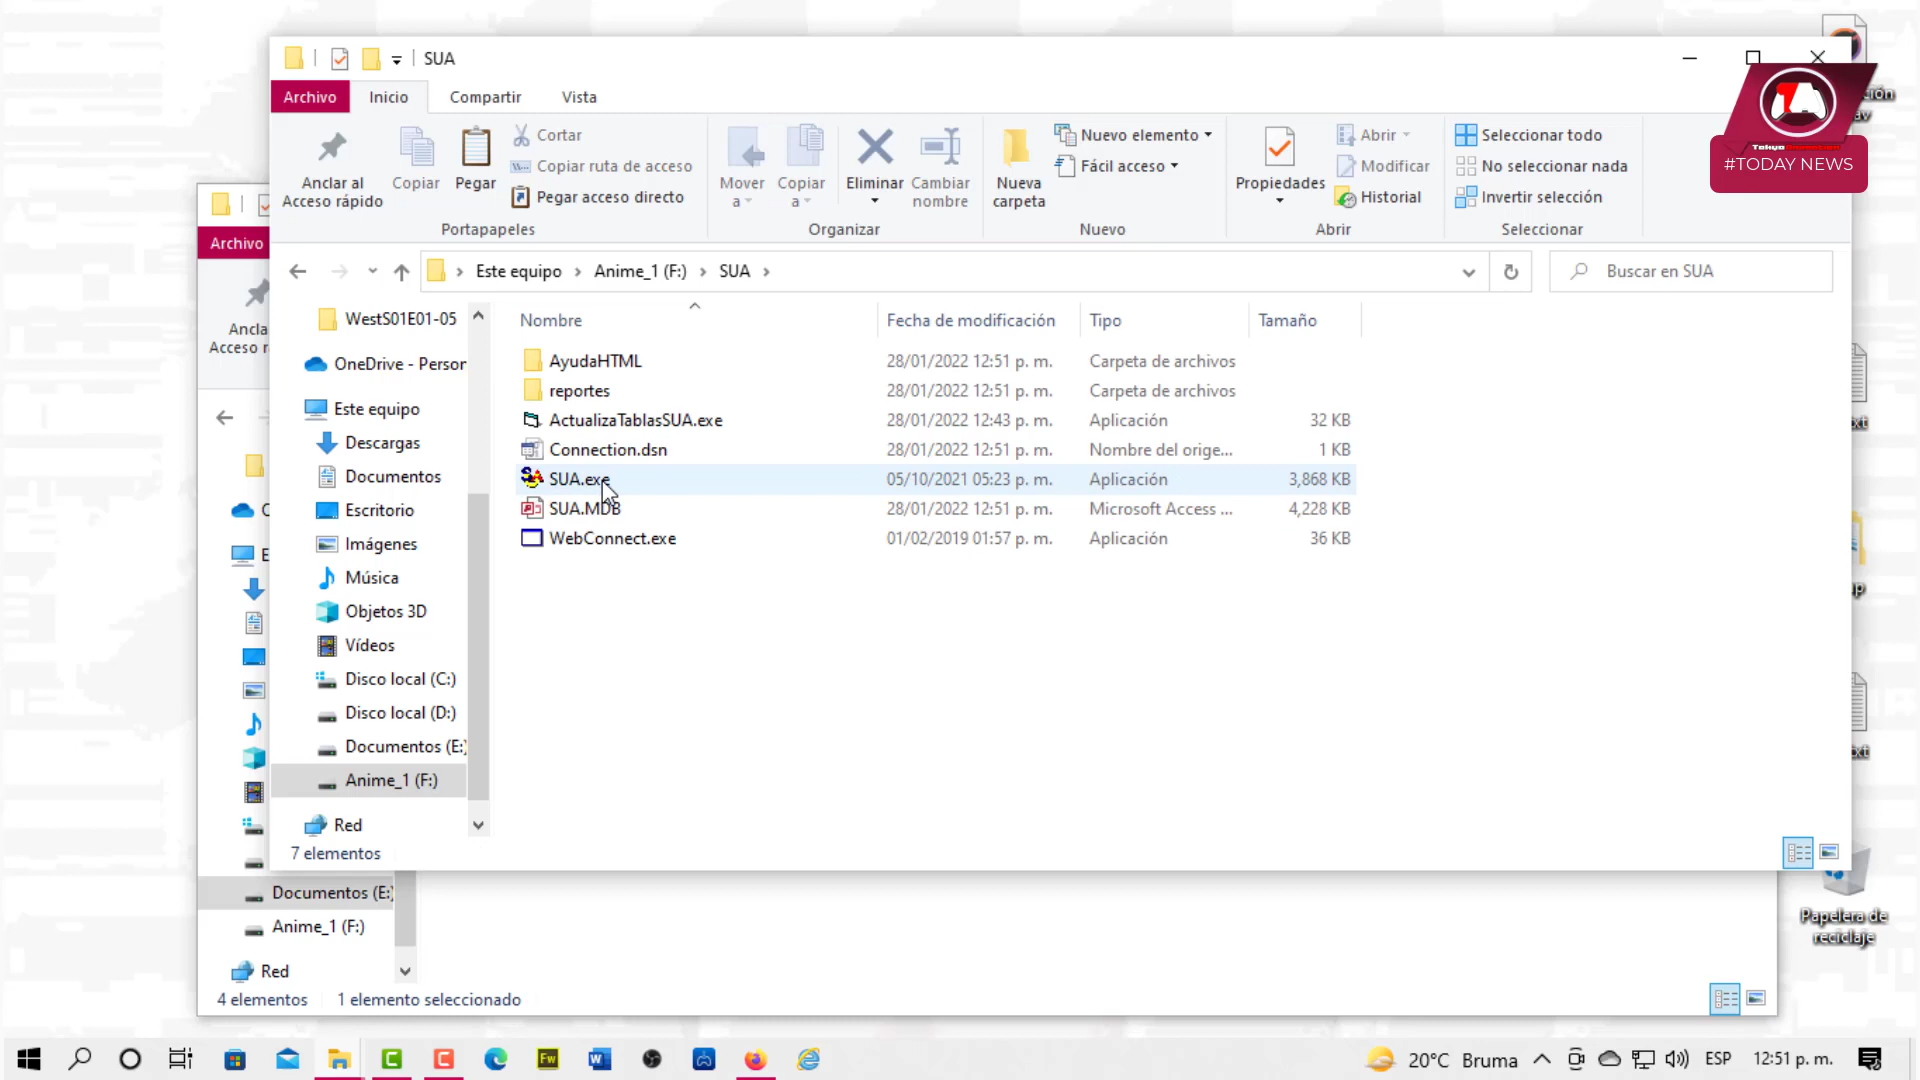 SUA
Archivo
Inicio
Compartir
Vista
Anclar al
Acceso rápido
Copiar
Pegar
Cortar
Copiar ruta de acceso
Pegar acceso directo
Portapapeles
Mover
a
Copiar
a
Eliminar
Cambiar
nombre
Organizar
Nueva
carpeta
Nuevo elemento
Fácil acceso
Nuevo
Propiedades
Abrir
Modificar
Historial
Abrir
Seleccionar todo
No seleccionar nada
Invertir selección
Seleccionar
#TODAY NEWS
Este equipo
Anime_1 (F:)
SUA
Buscar en SUA
WestS01E01-05
OneDrive - Person
Este equipo
Descargas
Documentos
Escritorio
Imágenes
Música
Objetos 3D
Vídeos
Disco local (C:)
Disco local (D:)
Documentos (E:)
Anime_1 (F:)
Red
7 elementos
Nombre
Fecha de modificación
Tipo
Tamaño
AyudaHTML 28/01/2022 12:51 p. m. Carpeta de archivos
reportes 28/01/2022 12:51 p. m. Carpeta de archivos
ActualizaTablasSUA.exe 28/01/2022 12:43 p. m. Aplicación 32 KB
Connection.dsn 28/01/2022 12:51 p. m. Nombre del orige... 1 KB
SUA.exe 05/10/2021 05:23 p. m. Aplicación 3,868 KB
SUA.MDB 28/01/2022 12:51 p. m. Microsoft Access ... 4,228 KB
WebConnect.exe 01/02/2019 01:57 p. m. Aplicación 36 KB
Archivo
Ancla
Acceso r
Documentos (E:)
Anime_1 (F:)
Red
4 elementos
1 elemento seleccionado
Papelera de
reciclaje
20°C Bruma
ESP
12:51 p. m.